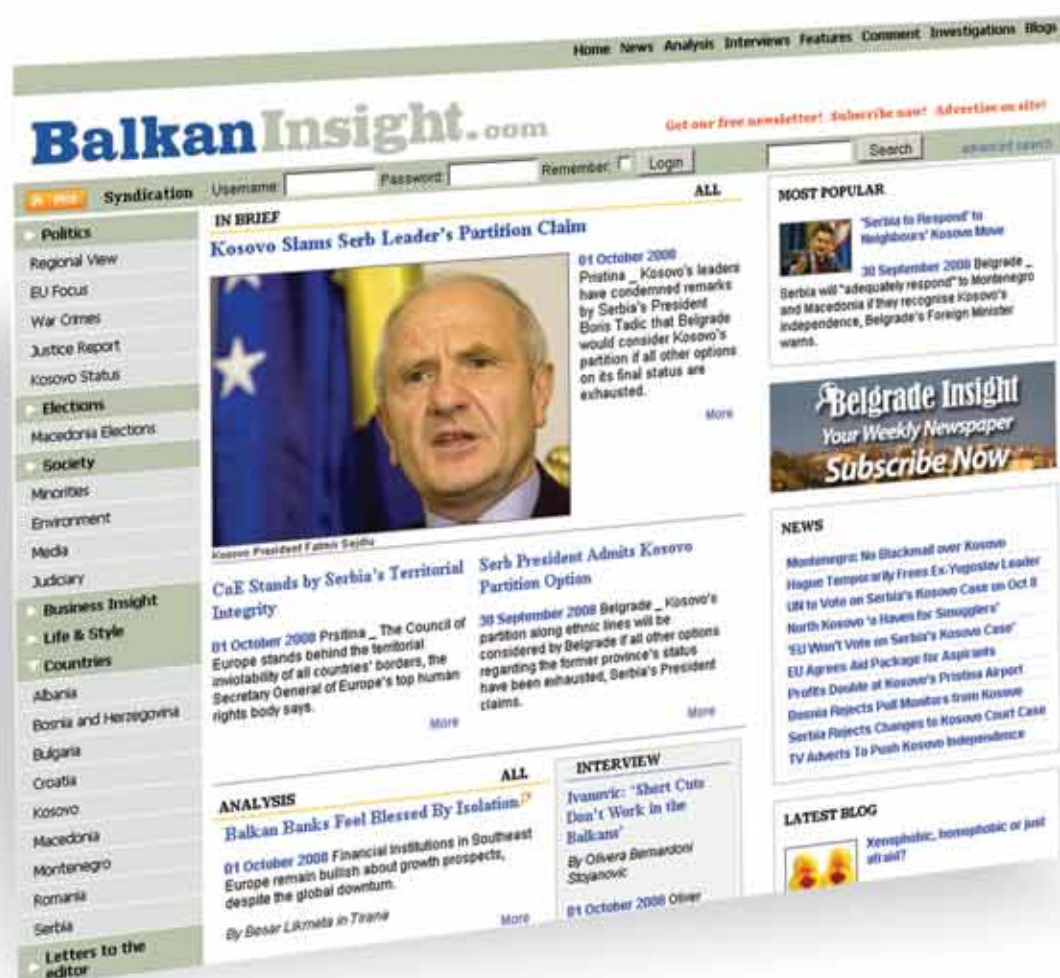 Home News Analysis Interviews Features Comment Investigations Blogs
BalkanInsight.com
Get our free newsletter! Subscribe now! Advertise on site!
Syndication
Username: Password: Remember: Login
Search
advanced search
Politics
Regional View
EU Focus
War Crimes
Justice Report
Kosovo Status
Elections
Macedonia Elections
Society
Minorities
Environment
Media
Judiciary
Business Insight
Life & Style
Countries
Albania
Bosnia and Herzegovina
Bulgaria
Croatia
Kosovo
Macedonia
Montenegro
Romania
Serbia
Letters to the
editor
IN BRIEF
ALL
Kosovo Slams Serb Leader's Partition Claim
01 October 2008
Pristina _ Kosovo's leaders
have condemned remarks
by Serbia's President
Boris Tadic that Belgrade
would consider Kosovo's
partition if all other options
on its final status are
exhausted.
More
Kosovo President Fatmir Sejdiu
CoE Stands by Serbia's Territorial
Integrity
01 October 2008 Prsitina _ The Council of
Europe stands behind the territorial
inviolability of all countries' borders, the
Secretary General of Europe's top human
rights body says.
More
Serb President Admits Kosovo
Partition Option
30 September 2008 Belgrade _ Kosovo's
partition along ethnic lines will be
considered by Belgrade if all other options
regarding the former province's status
have been exhausted, Serbia's President
claims.
More
ANALYSIS
ALL
Balkan Banks Feel Blessed By Isolation
01 October 2008 Financial Institutions in Southeast
Europe remain bullish about growth prospects,
despite the global downturn.
By Besar Likmeta in Tirana
More
INTERVIEW
Ivanovic: 'Short Cuts
Don't Work in the
Balkans'
By Olivera Bernardoni
Stojanovic
01 October 2008 Oliver
MOST POPULAR
'Serbia to Respond' to
Neighbours' Kosovo Move
30 September 2008 Belgrade _
Serbia will "adequately respond" to Montenegro
and Macedonia if they recognise Kosovo's
independence, Belgrade's Foreign Minister
warns.
Belgrade Insight
Your Weekly Newspaper
Subscribe Now
NEWS
Montenegro: No Blackmail over Kosovo
Hague Temporarily Frees Ex-Yugoslav Leader
UN to Vote on Serbia's Kosovo Case on Oct 8
North Kosovo 'a Haven for Smugglers'
'EU Won't Vote on Serbia's Kosovo Case'
EU Agrees Aid Package for Aspirants
Profits Double at Kosovo's Pristina Airport
Bosnia Rejects Poll Monitors from Kosovo
Serbia Rejects Changes to Kosovo Court Case
TV Adverts To Push Kosovo Independence
LATEST BLOG
Xenophobic, homophobic or just
afraid?